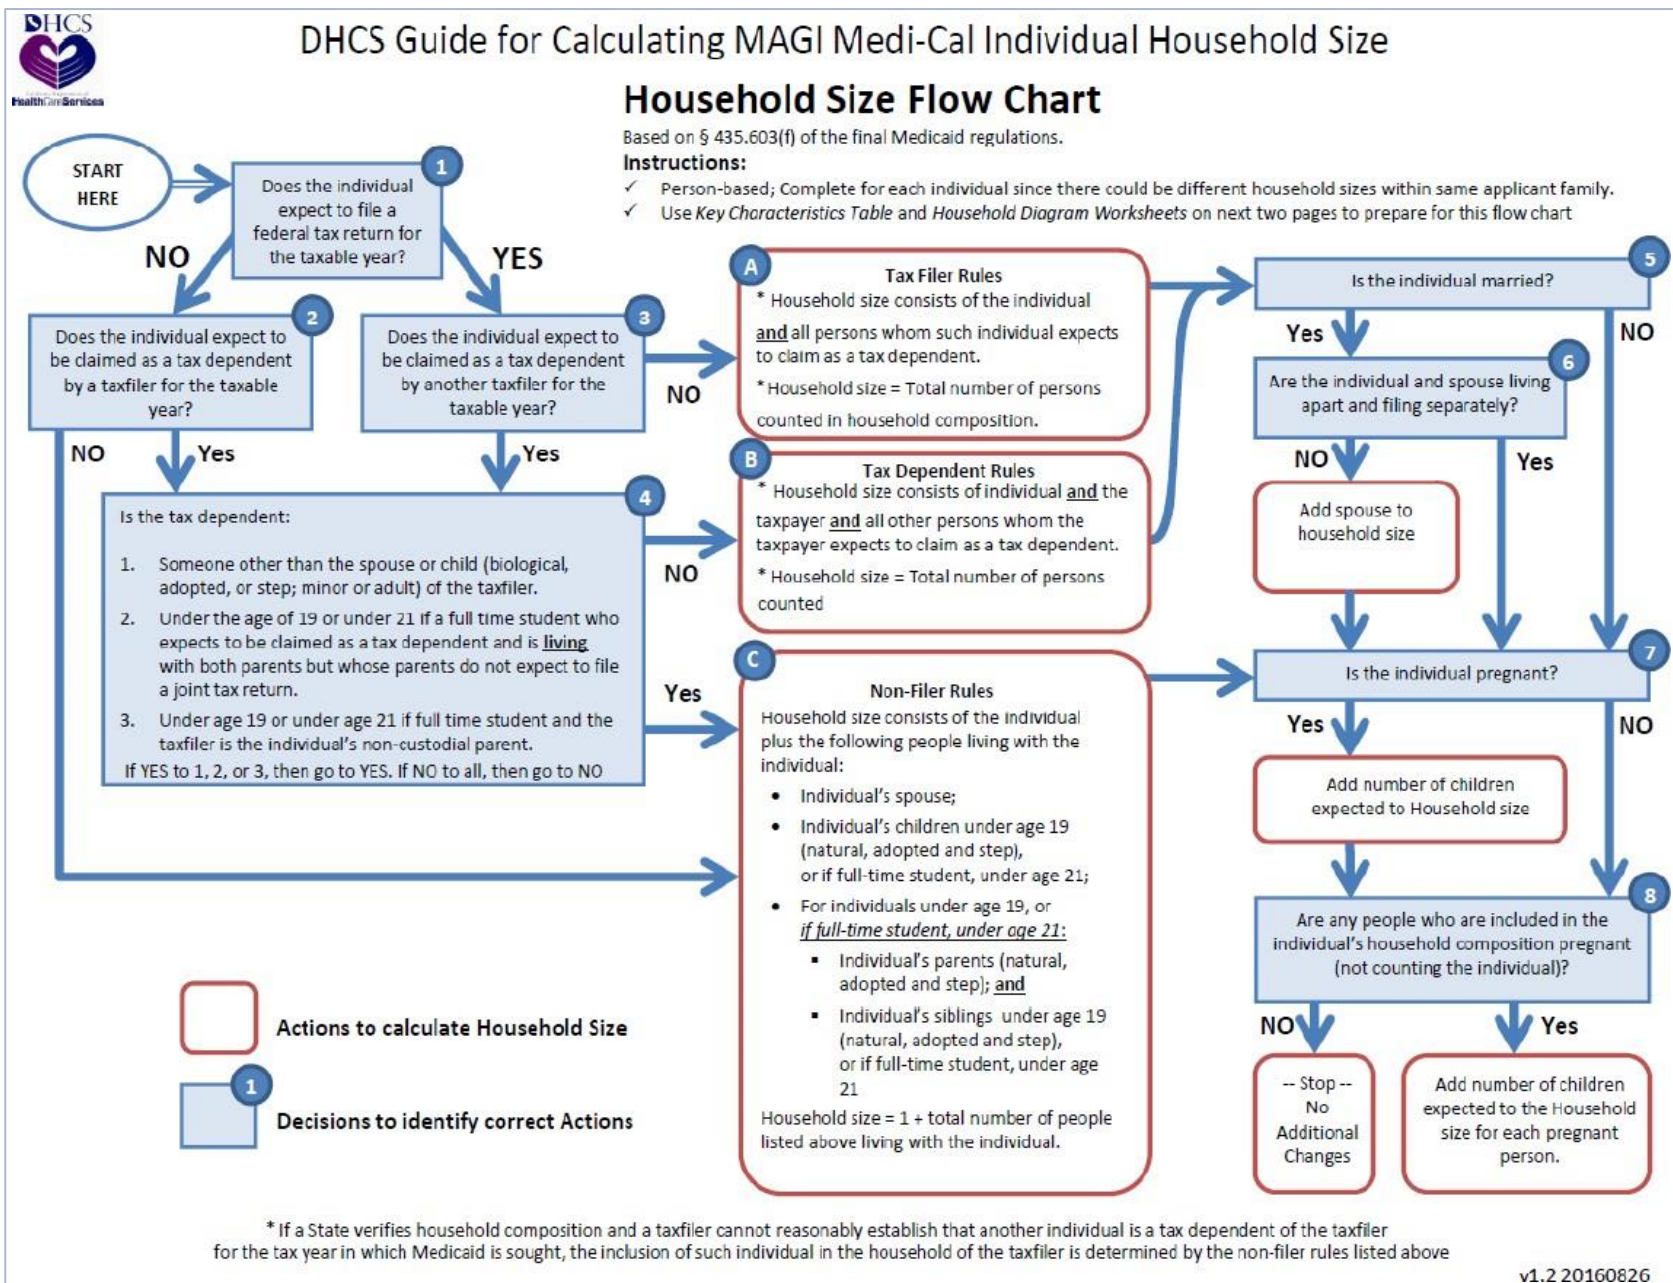 DHCS
HealthCareServices
DHCS Guide for Calculating MAGI Medi-Cal Individual Household Size
Household Size Flow Chart
Based on § 435.603(f) of the final Medicaid regulations.
Instructions:
✓ Person-based; Complete for each individual since there could be different household sizes within same applicant family.
✓ Use Key Characteristics Table and Household Diagram Worksheets on next two pages to prepare for this flow chart
START
HERE
1
Does the individual
expect to file a
federal tax return for
the taxable year?
NO
YES
2
Does the individual expect to
be claimed as a tax dependent
by a taxfiler for the taxable
year?
NO
Yes
3
Does the individual expect to
be claimed as a tax dependent
by another taxfiler for the
taxable year?
NO
Yes
4
Is the tax dependent:
1. Someone other than the spouse or child (biological,
adopted, or step; minor or adult) of the taxfiler.
2. Under the age of 19 or under 21 if a full time student who
expects to be claimed as a tax dependent and is living
with both parents but whose parents do not expect to file
a joint tax return.
3. Under age 19 or under age 21 if full time student and the
taxfiler is the individual's non-custodial parent.
If YES to 1, 2, or 3, then go to YES. If NO to all, then go to NO
NO
Yes
A
Tax Filer Rules
* Household size consists of the individual
and all persons whom such individual expects
to claim as a tax dependent.
* Household size = Total number of persons
counted in household composition.
B
Tax Dependent Rules
* Household size consists of individual and the
taxpayer and all other persons whom the
taxpayer expects to claim as a tax dependent.
* Household size = Total number of persons
counted
C
Non-Filer Rules
Household size consists of the individual
plus the following people living with the
individual:
• Individual's spouse;
• Individual's children under age 19
(natural, adopted and step),
or if full-time student, under age 21;
• For individuals under age 19, or
if full-time student, under age 21:
▪ Individual's parents (natural,
adopted and step); and
▪ Individual's siblings under age 19
(natural, adopted and step),
or if full-time student, under age
21
Household size = 1 + total number of people
listed above living with the individual.
5
Is the individual married?
Yes
NO
6
Are the individual and spouse living
apart and filing separately?
NO
Yes
Add spouse to
household size
7
Is the individual pregnant?
Yes
NO
Add number of children
expected to Household size
8
Are any people who are included in the
individual's household composition pregnant
(not counting the individual)?
NO
Yes
-- Stop --
No
Additional
Changes
Add number of children
expected to the Household
size for each pregnant
person.
Actions to calculate Household Size
1
Decisions to identify correct Actions
* If a State verifies household composition and a taxfiler cannot reasonably establish that another individual is a tax dependent of the taxfiler
for the tax year in which Medicaid is sought, the inclusion of such individual in the household of the taxfiler is determined by the non-filer rules listed above
v1.2 20160826